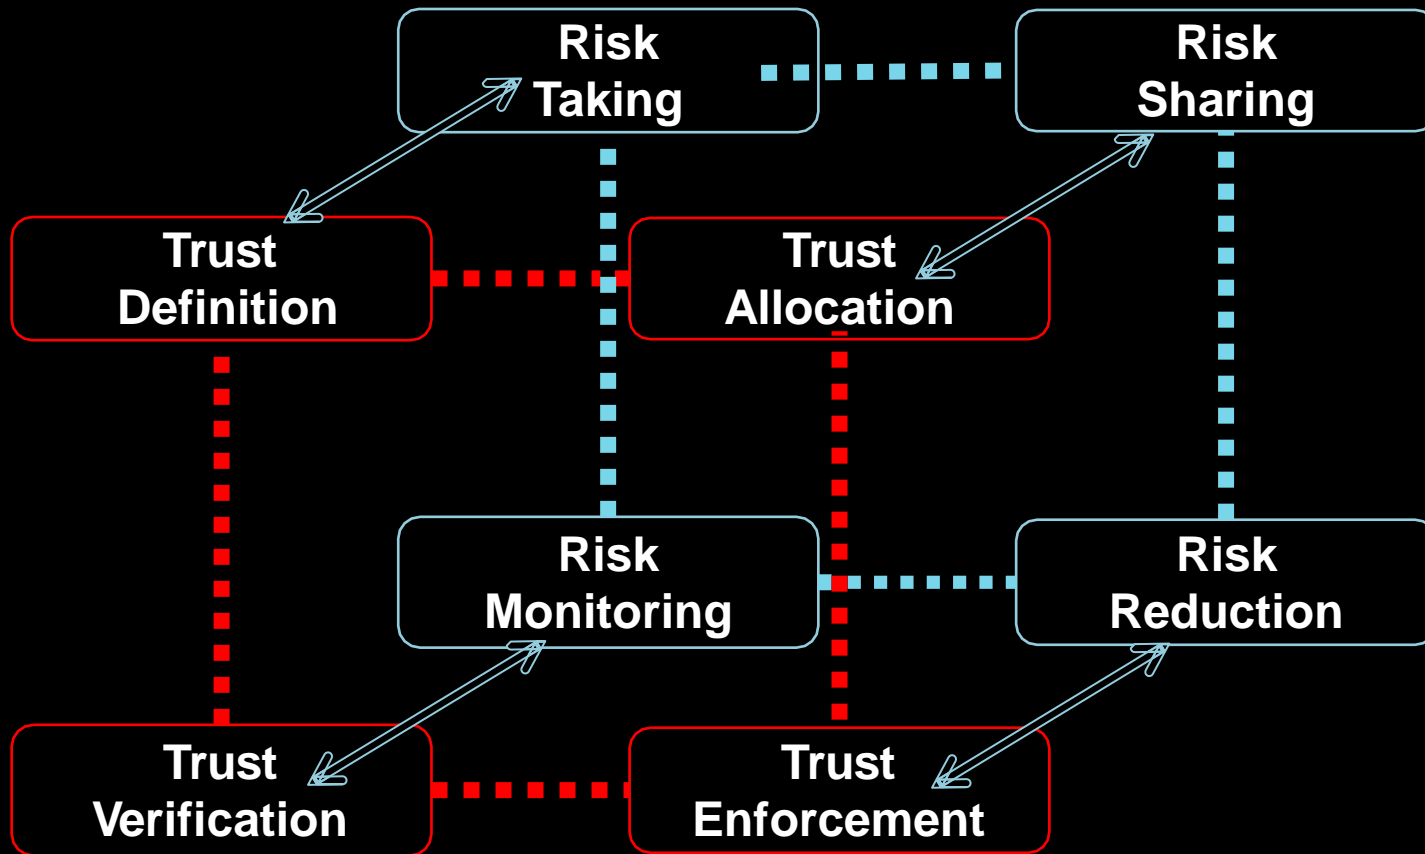 Risk
Taking
Risk
Sharing
Trust
Definition
Trust
Allocation
Risk
Monitoring
Risk
Reduction
Trust
Verification
Trust
Enforcement